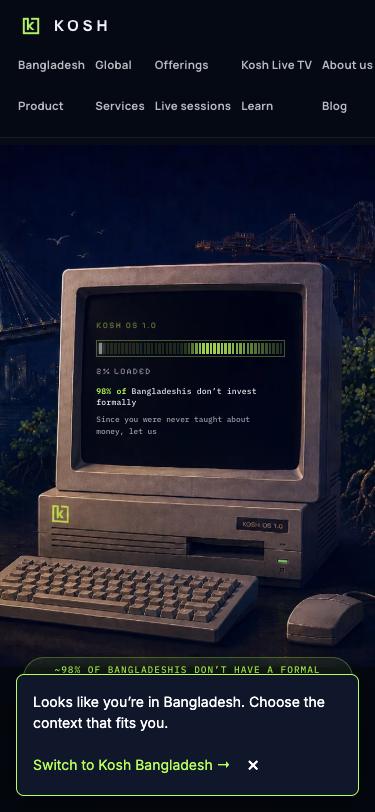 KOSH
Bangladesh Global Offerings Kosh Live TV About us
Product Services Live sessions Learn Blog
KOSH OS 1.0
2% LOADED
98% of Bangladeshis don't invest
formally
Since you were never taught about
money, let us
KOSH OS 1.0
~98% OF BANGLADESHIS DON'T HAVE A FORMAL
Looks like you're in Bangladesh. Choose the
context that fits you.
Switch to Kosh Bangladesh → ✕